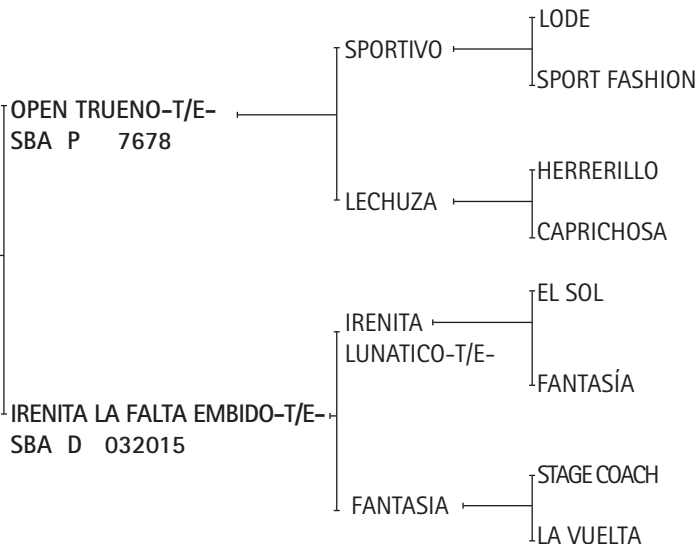 LODE
SPORTIVO
SPORT FASHION
OPEN TRUENO-T/E-
SBA P 7678
HERRERILLO
LECHUZA
CAPRICHOSA
EL SOL
IRENITA
LUNATICO-T/E-
FANTASÍA
IRENITA LA FALTA EMBIDO-T/E-
SBA D 032015
STAGE COACH
FANTASIA
LA VUELTA